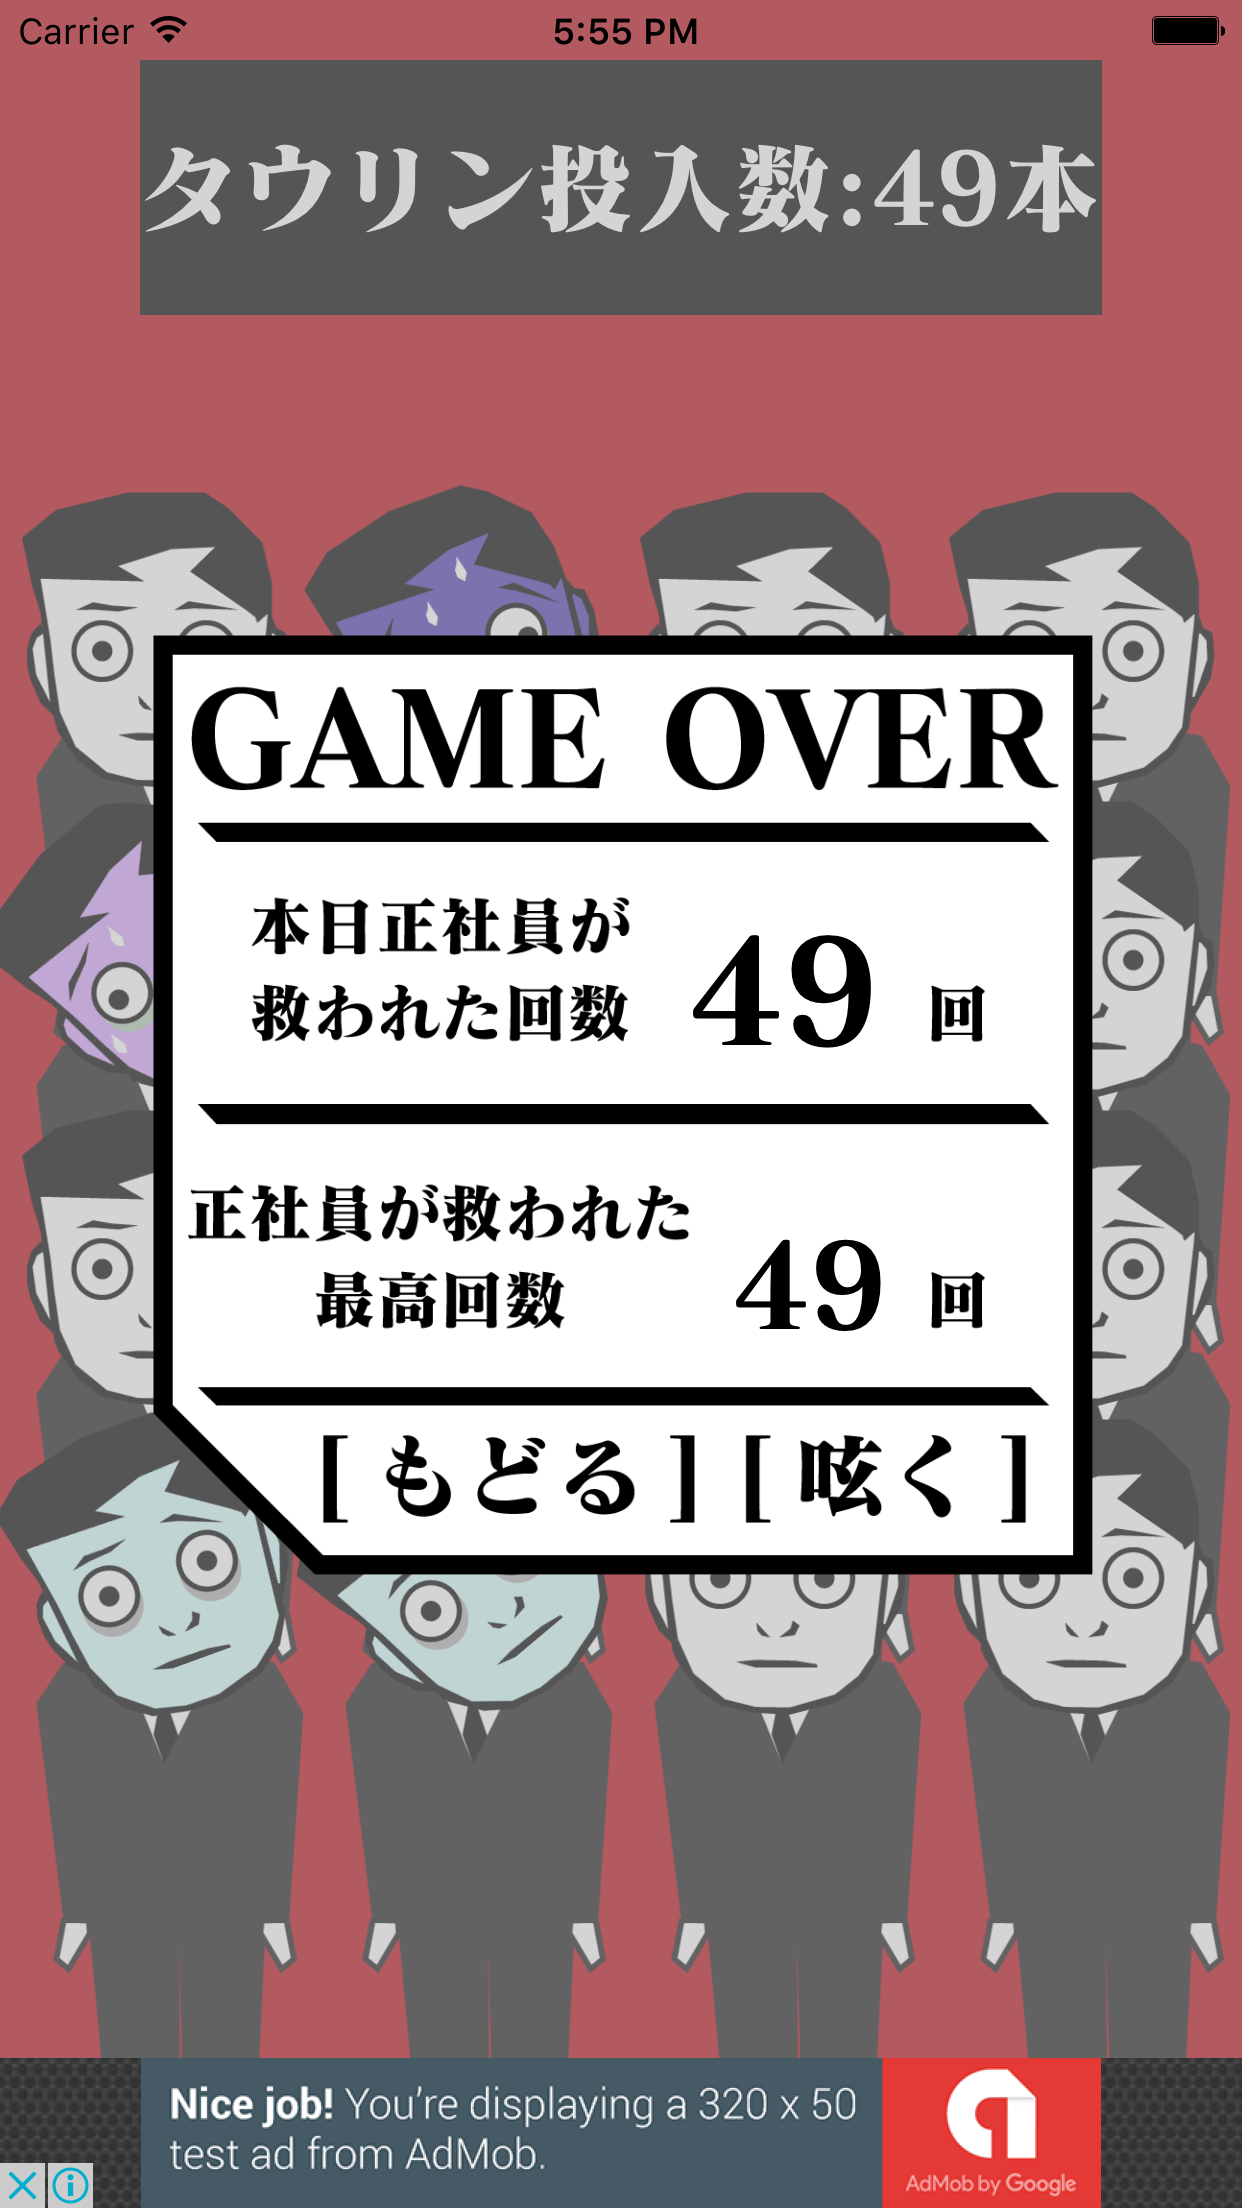 Carrier 5:55 PM
タウリン投入数:49本
GAME OVER
本日正社員が
救われた回数 49 回
正社員が救われた
最高回数 49 回
[ もどる ] [ 呟く ]
Nice job! You're displaying a 320 x 50
test ad from AdMob.
AdMob by Google